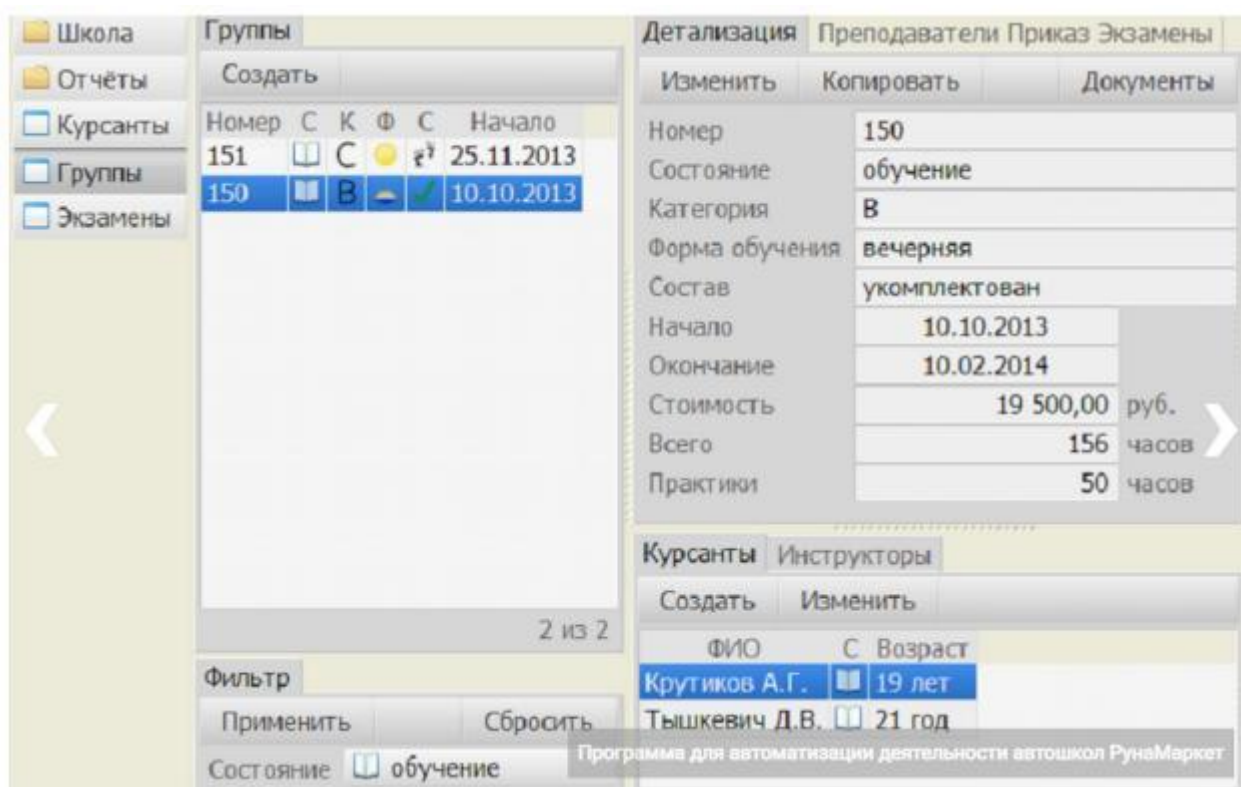 Школа
Отчёты
Курсанты
Группы
Экзамены
Группы
Создать
Номер С К Ф С Начало
151 C 25.11.2013
150 B 10.10.2013
2 из 2
Фильтр
Применить Сбросить
Состояние обучение
Детализация Преподаватели Приказ Экзамены
Изменить Копировать Документы
Номер 150
Состояние обучение
Категория B
Форма обучения вечерняя
Состав укомплектован
Начало 10.10.2013
Окончание 10.02.2014
Стоимость 19 500,00 руб.
Всего 156 часов
Практики 50 часов
Курсанты Инструкторы
Создать Изменить
ФИО С Возраст
Крутиков А.Г. 19 лет
Тышкевич Д.В. 21 год
Программа для автоматизации деятельности автошкол РунаМаркет